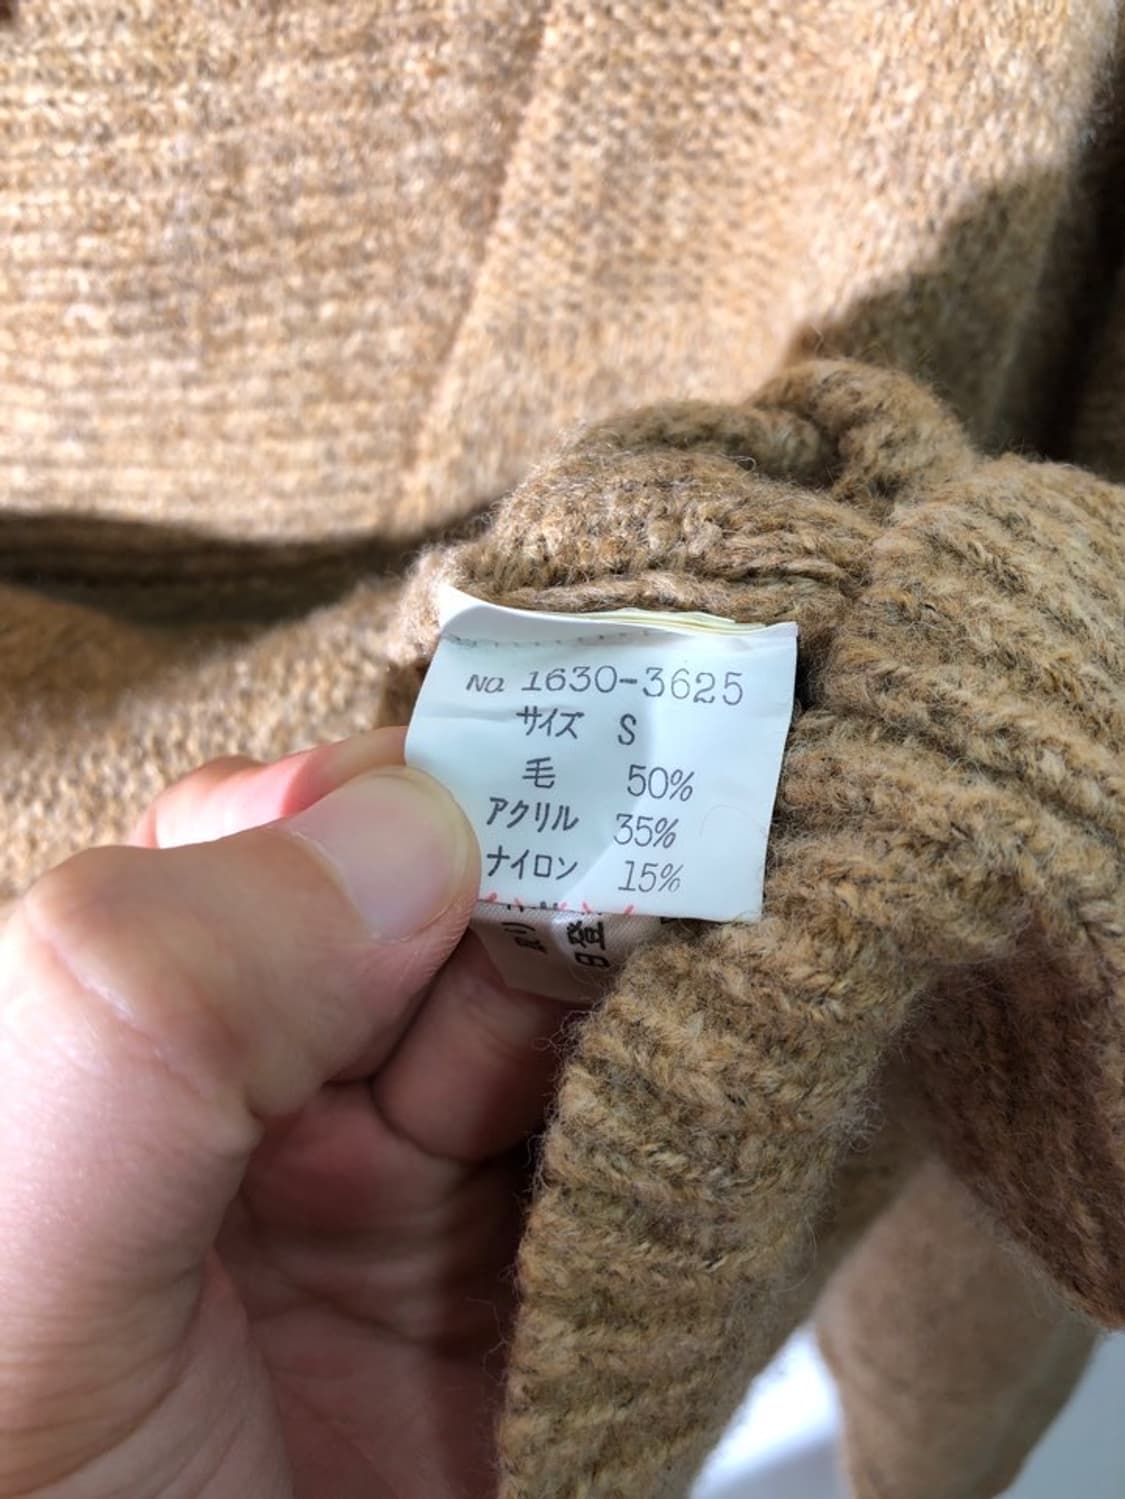 No. 1630-3625
サイズ S
毛 50%
アクリル 35%
ナイロン 15%